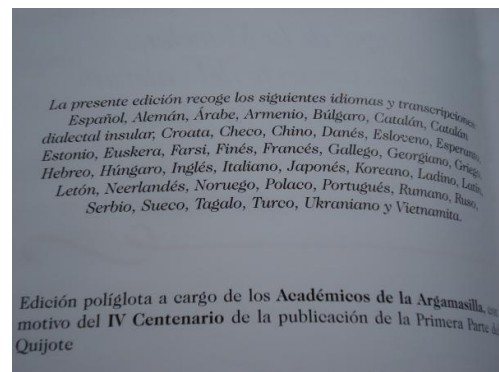 La presente edición recoge los siguientes idiomas y transcripciones:
Español, Alemán, Árabe, Armenio, Búlgaro, Catalán, Catalán
dialectal insular, Croata, Checo, Chino, Danés, Esloveno, Esperanto,
Estonio, Euskera, Farsi, Finés, Francés, Gallego, Georgiano, Griego,
Hebreo, Húngaro, Inglés, Italiano, Japonés, Koreano, Ladino, Latín,
Letón, Neerlandés, Noruego, Polaco, Portugués, Rumano, Ruso,
Serbio, Sueco, Tagalo, Turco, Ukraniano y Vietnamita.
Edición políglota a cargo de los Académicos de la Argamasilla,
motivo del IV Centenario de la publicación de la Primera Parte
Quijote